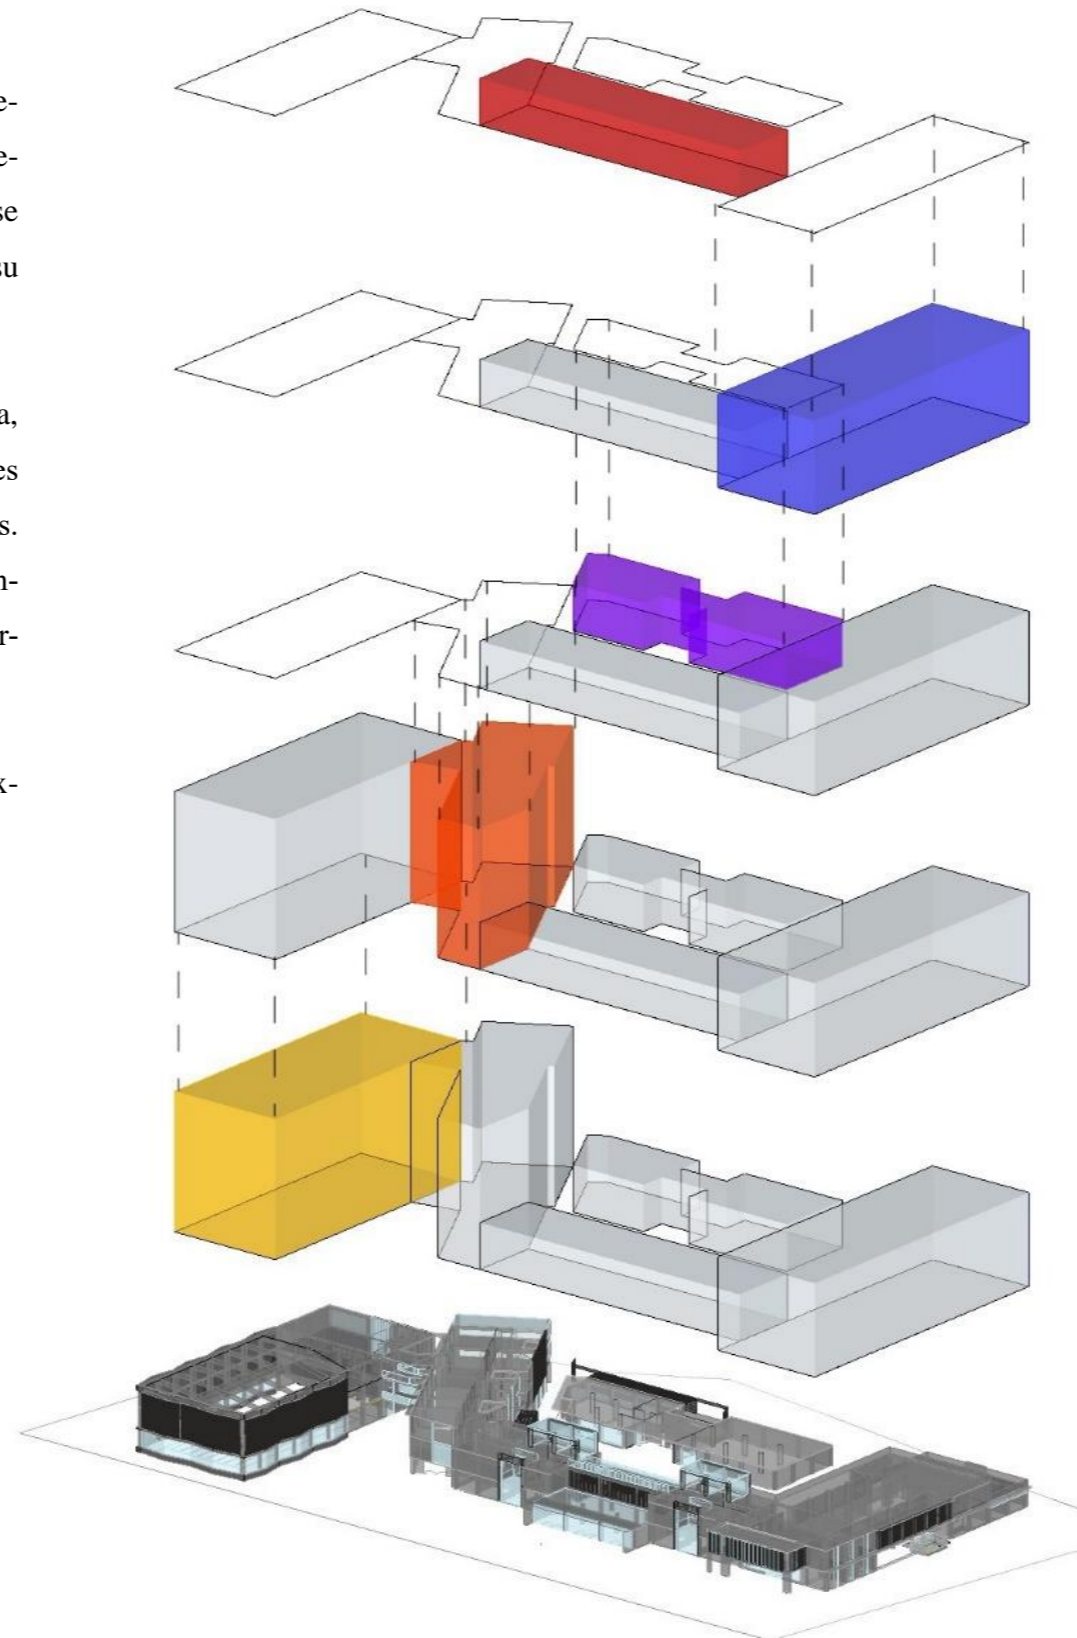 e-
e-
se
su
a,
es
s.
n-
r-
x-